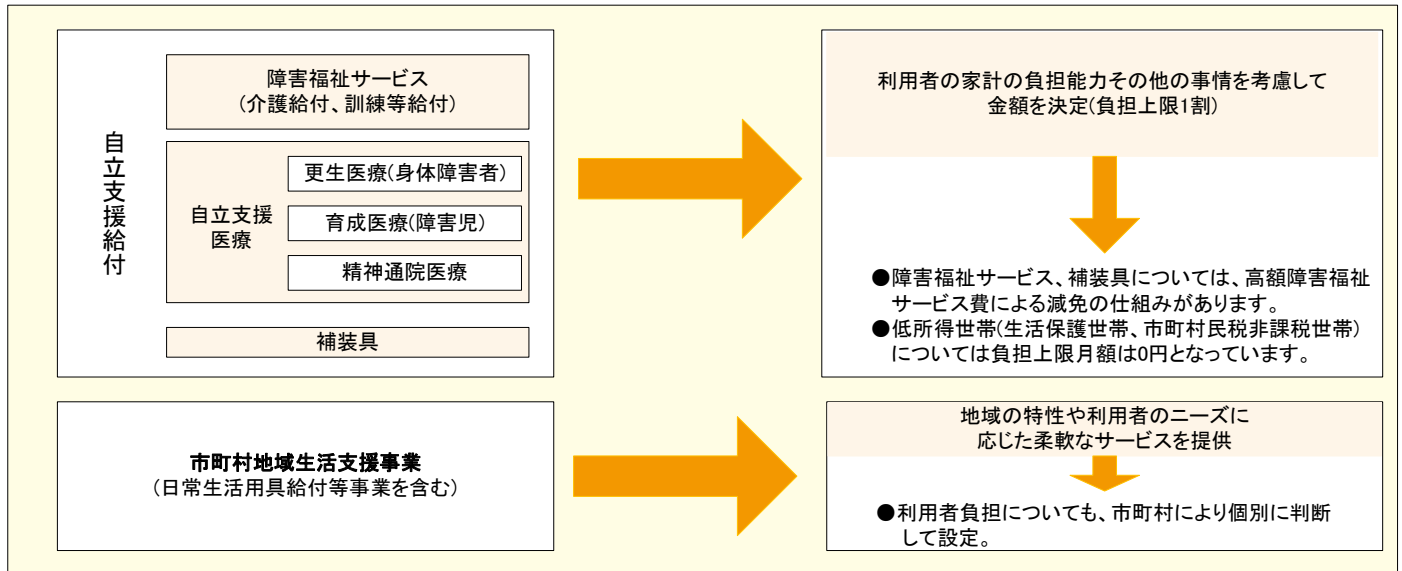 自立支援給付
障害福祉サービス
(介護給付、訓練等給付)
自立支援
医療
更生医療(身体障害者)
育成医療(障害児)
精神通院医療
補装具
利用者の家計の負担能力その他の事情を考慮して
金額を決定(負担上限1割)
●障害福祉サービス、補装具については、高額障害福祉
サービス費による減免の仕組みがあります。
●低所得世帯(生活保護世帯、市町村民税非課税世帯)
については負担上限月額は0円となっています。
市町村地域生活支援事業
(日常生活用具給付等事業を含む)
地域の特性や利用者のニーズに
応じた柔軟なサービスを提供
●利用者負担についても、市町村により個別に判断
して設定。